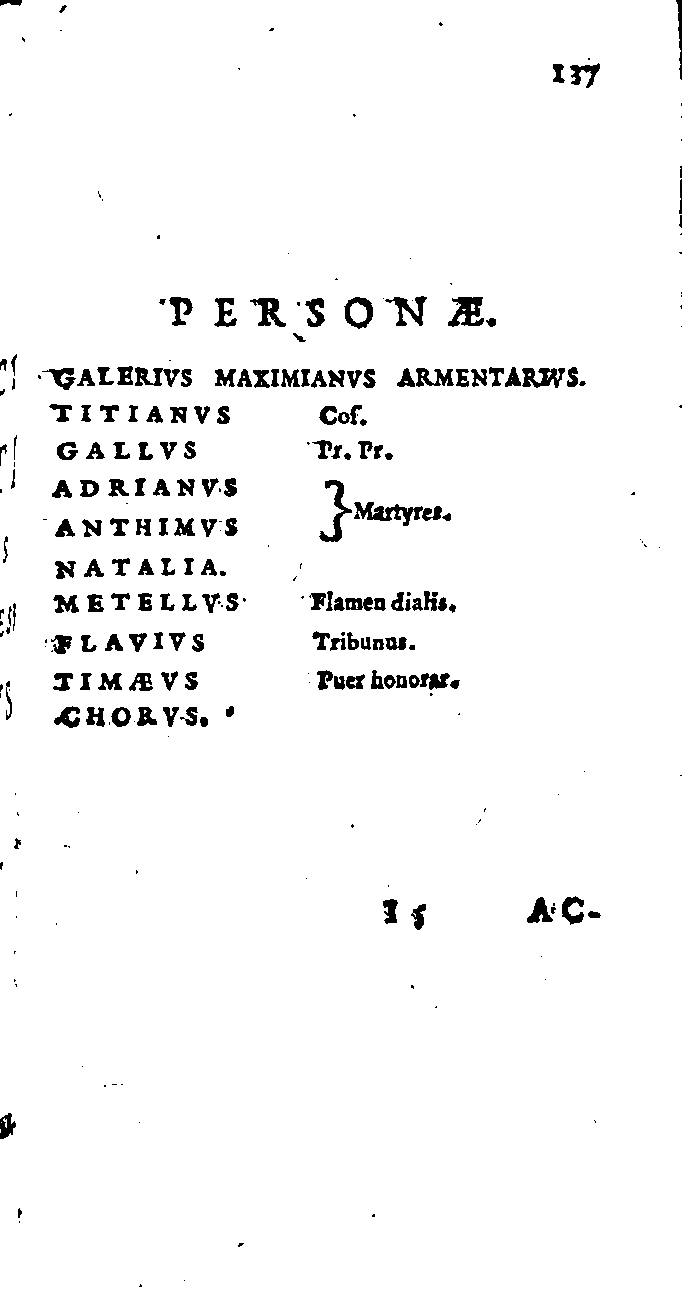 137
PERSONÆ.
GALERIVS MAXIMIANVS ARMENTARIVS.
TITIANVS Coſ.
GALLVS Pr. Pr.
ADRIANVS
ANTHIMVS } Martyres.
NATALIA.
METELLVS Flamen dialis.
FLAVIVS Tribunus.
TIMÆVS Puer honorar.
CHORVS.
I 5 AC-